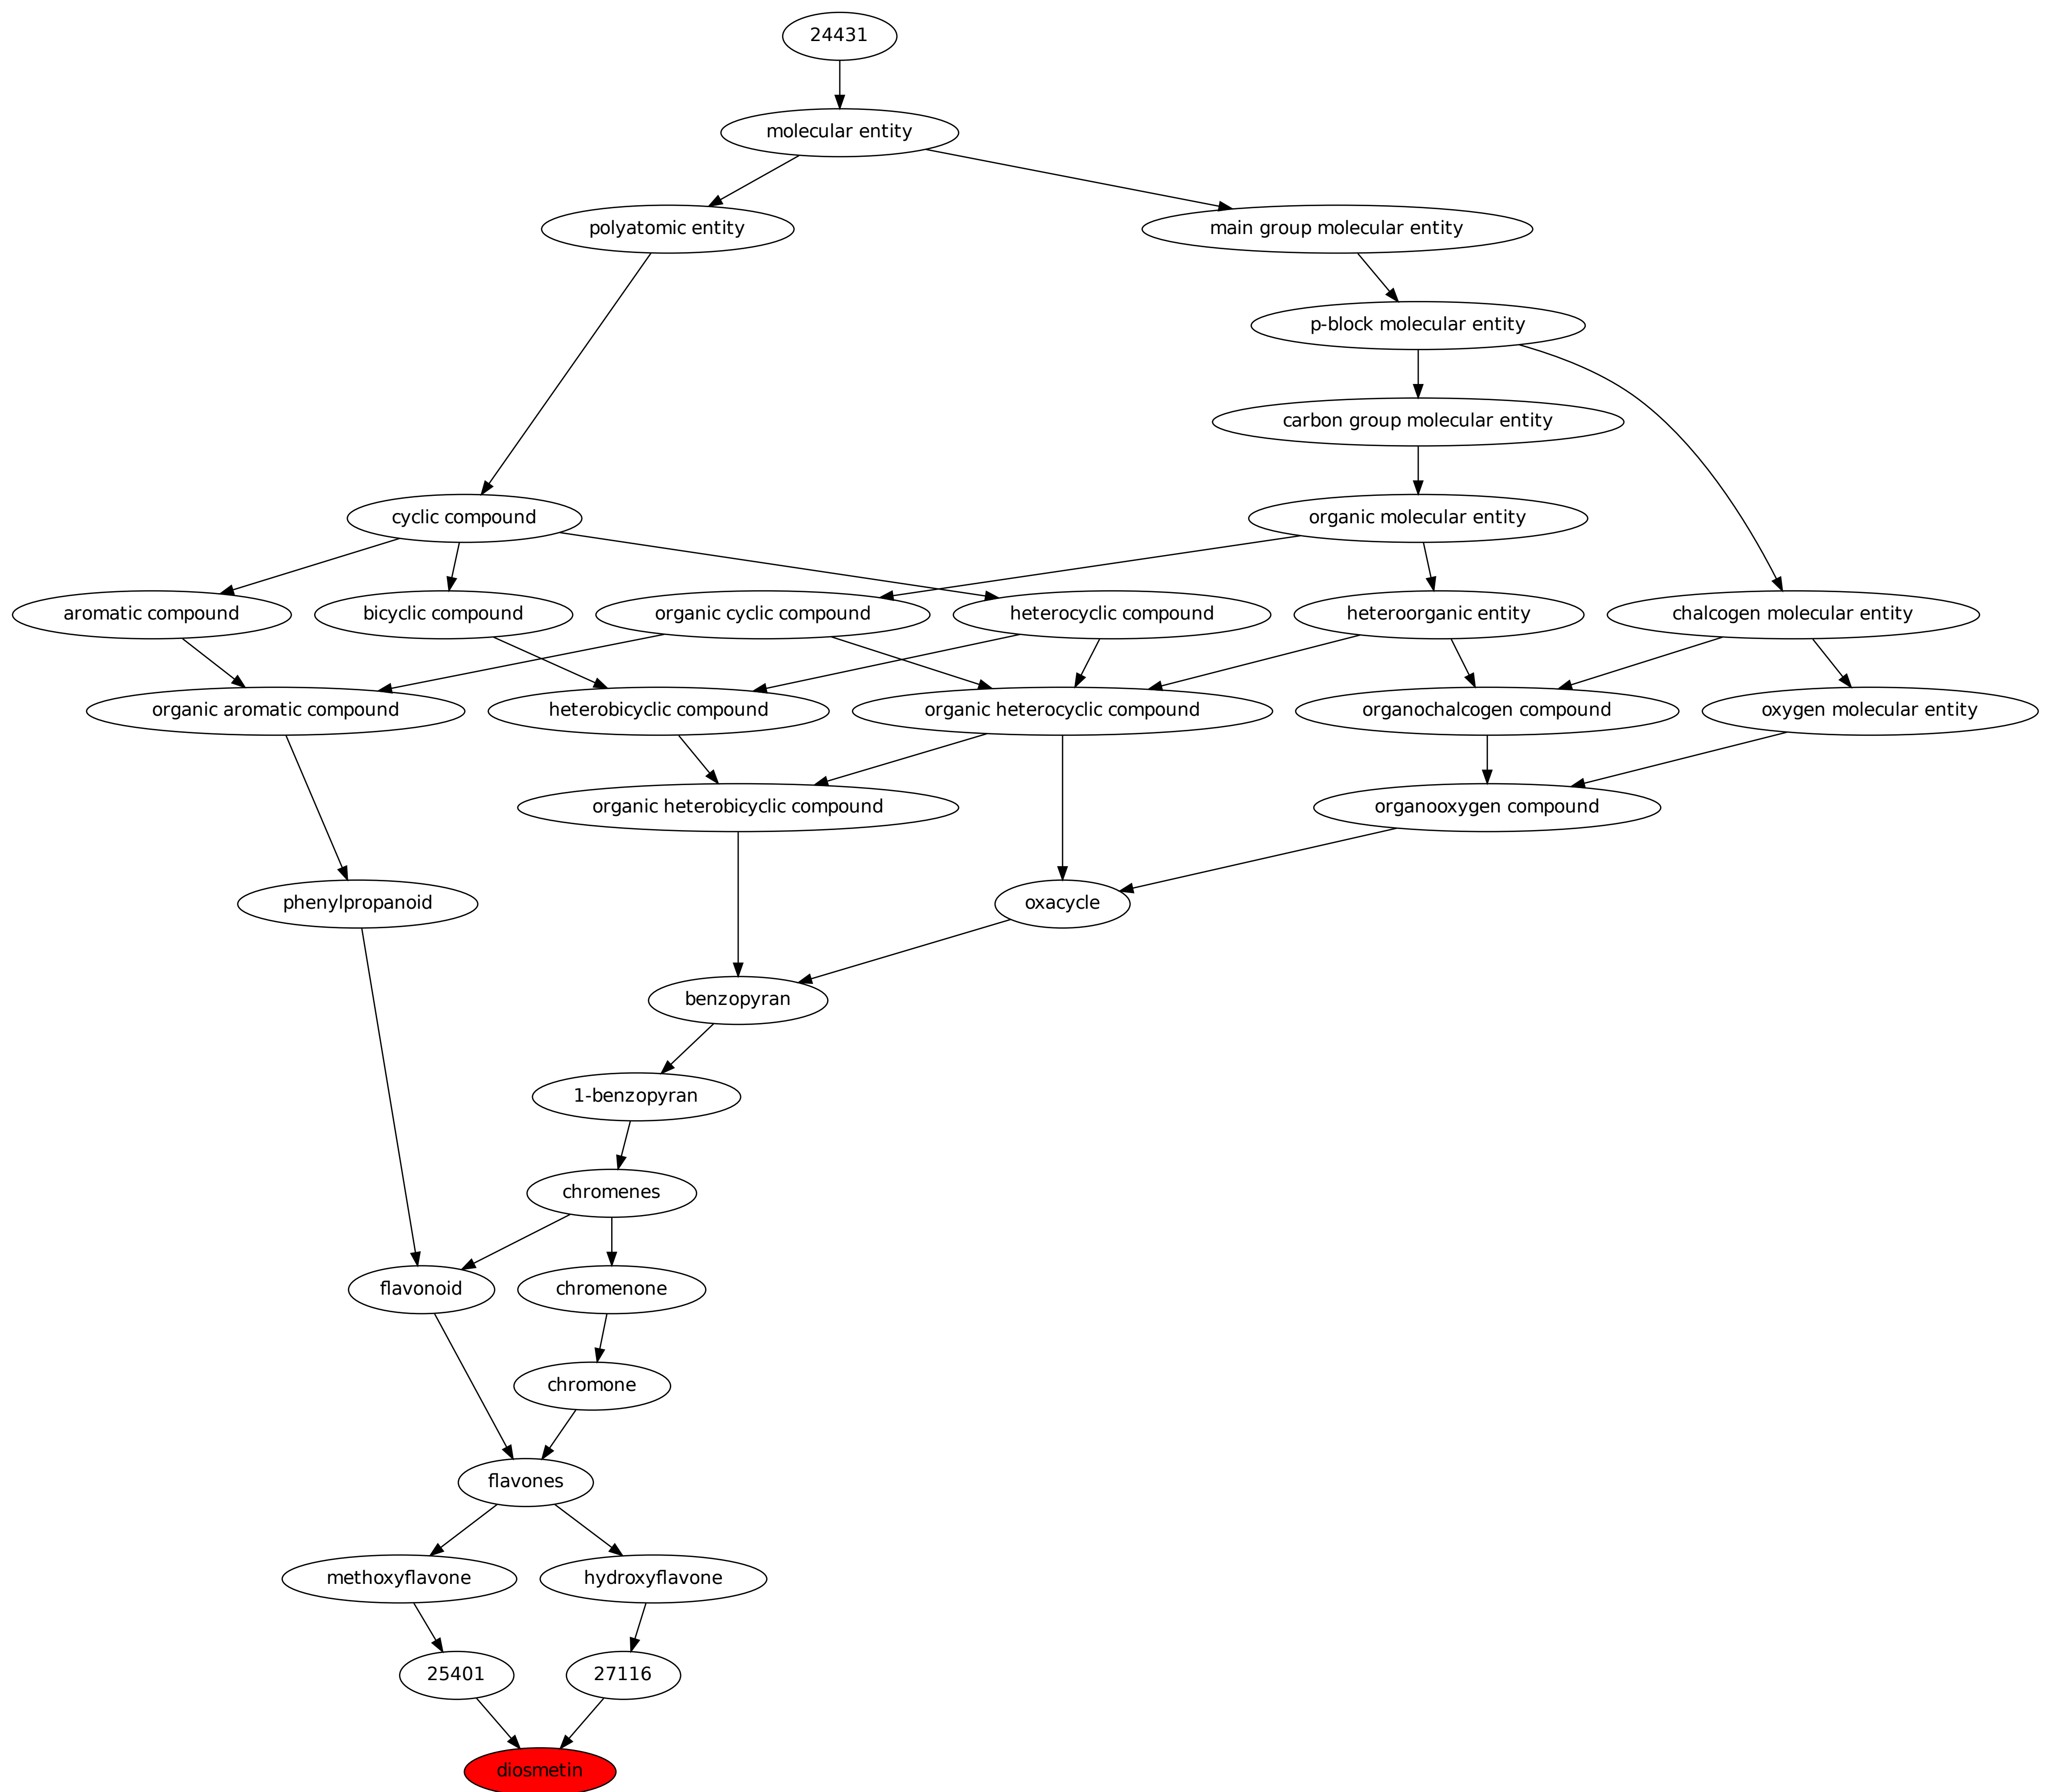 24431
molecular entity
polyatomic entity
main group molecular entity
p-block molecular entity
carbon group molecular entity
cyclic compound
organic molecular entity
aromatic compound
bicyclic compound
organic cyclic compound
heterocyclic compound
heteroorganic entity
chalcogen molecular entity
organic aromatic compound
heterobicyclic compound
organic heterocyclic compound
organochalcogen compound
oxygen molecular entity
organic heterobicyclic compound
organooxygen compound
phenylpropanoid
oxacycle
benzopyran
1-benzopyran
chromenes
flavonoid
chromenone
chromone
flavones
methoxyflavone
hydroxyflavone
25401
27116
diosmetin